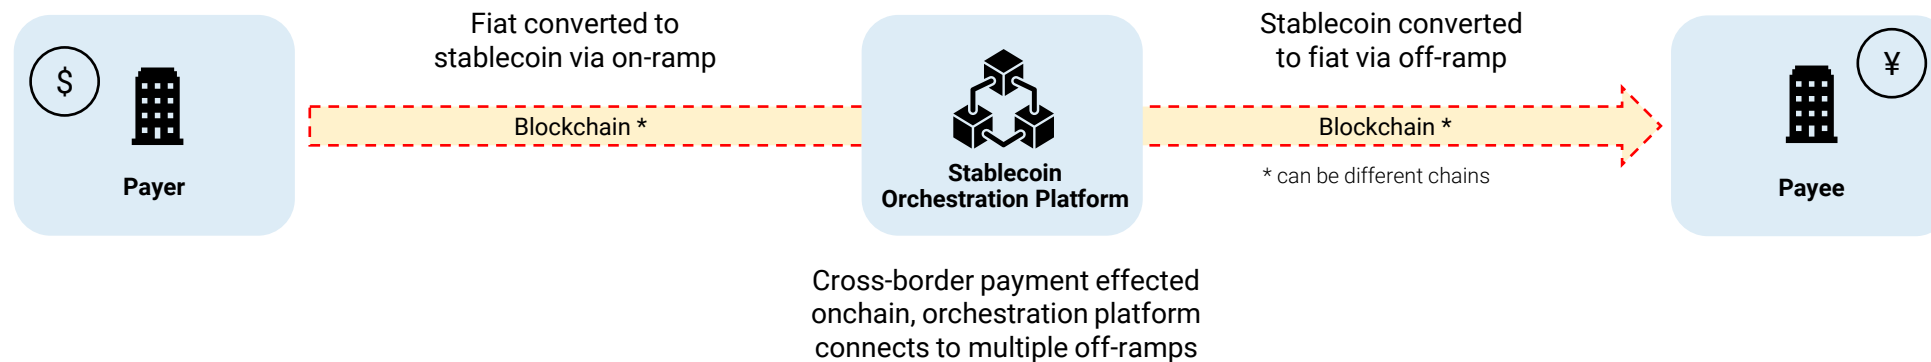 $
Payer
Fiat converted to
stablecoin via on-ramp
Blockchain *
Stablecoin
Orchestration Platform
Cross-border payment effected
onchain, orchestration platform
connects to multiple off-ramps
Stablecoin converted
to fiat via off-ramp
Blockchain *
* can be different chains
¥
Payee